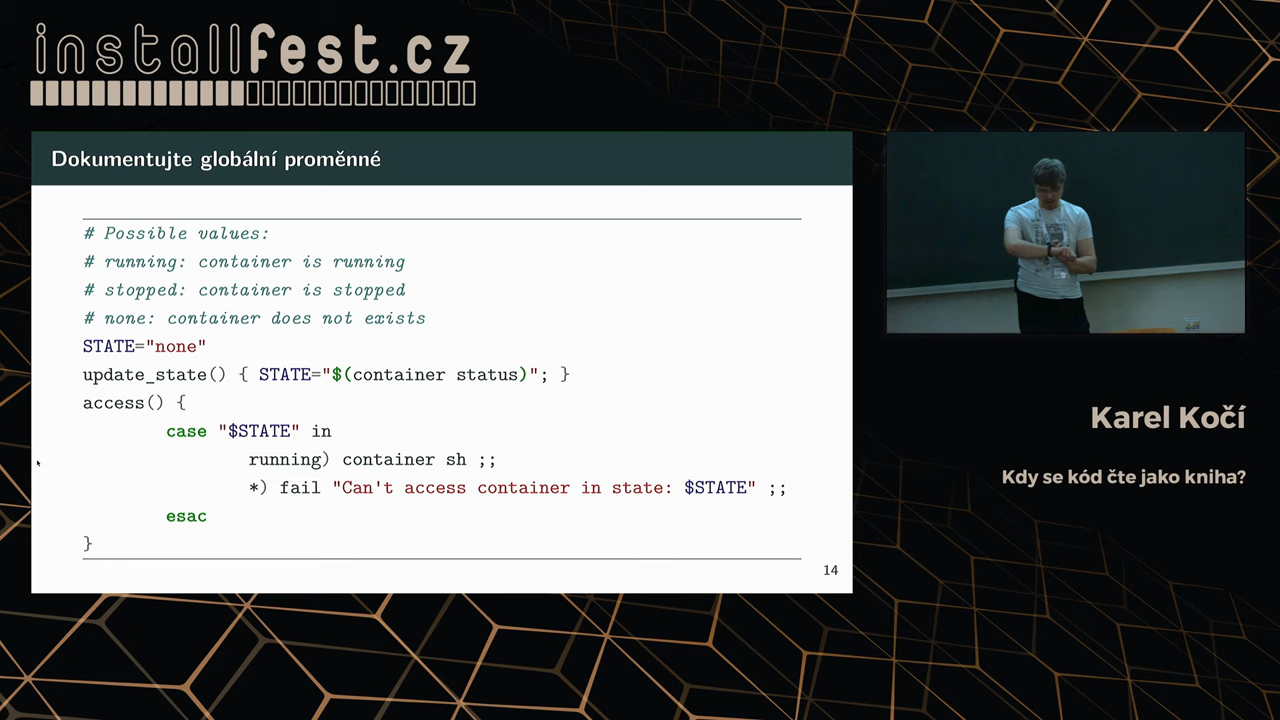 installfest.cz
Dokumentujte globální proměnné
# Possible values:
# running: container is running
# stopped: container is stopped
# none: container does not exists
STATE="none"
update_state() { STATE="$(container status)"; }
access() {
case "$STATE" in
running) container sh ;;
*) fail "Can't access container in state: $STATE" ;;
esac
}
14
Karel Kočí
Kdy se kód čte jako kniha?